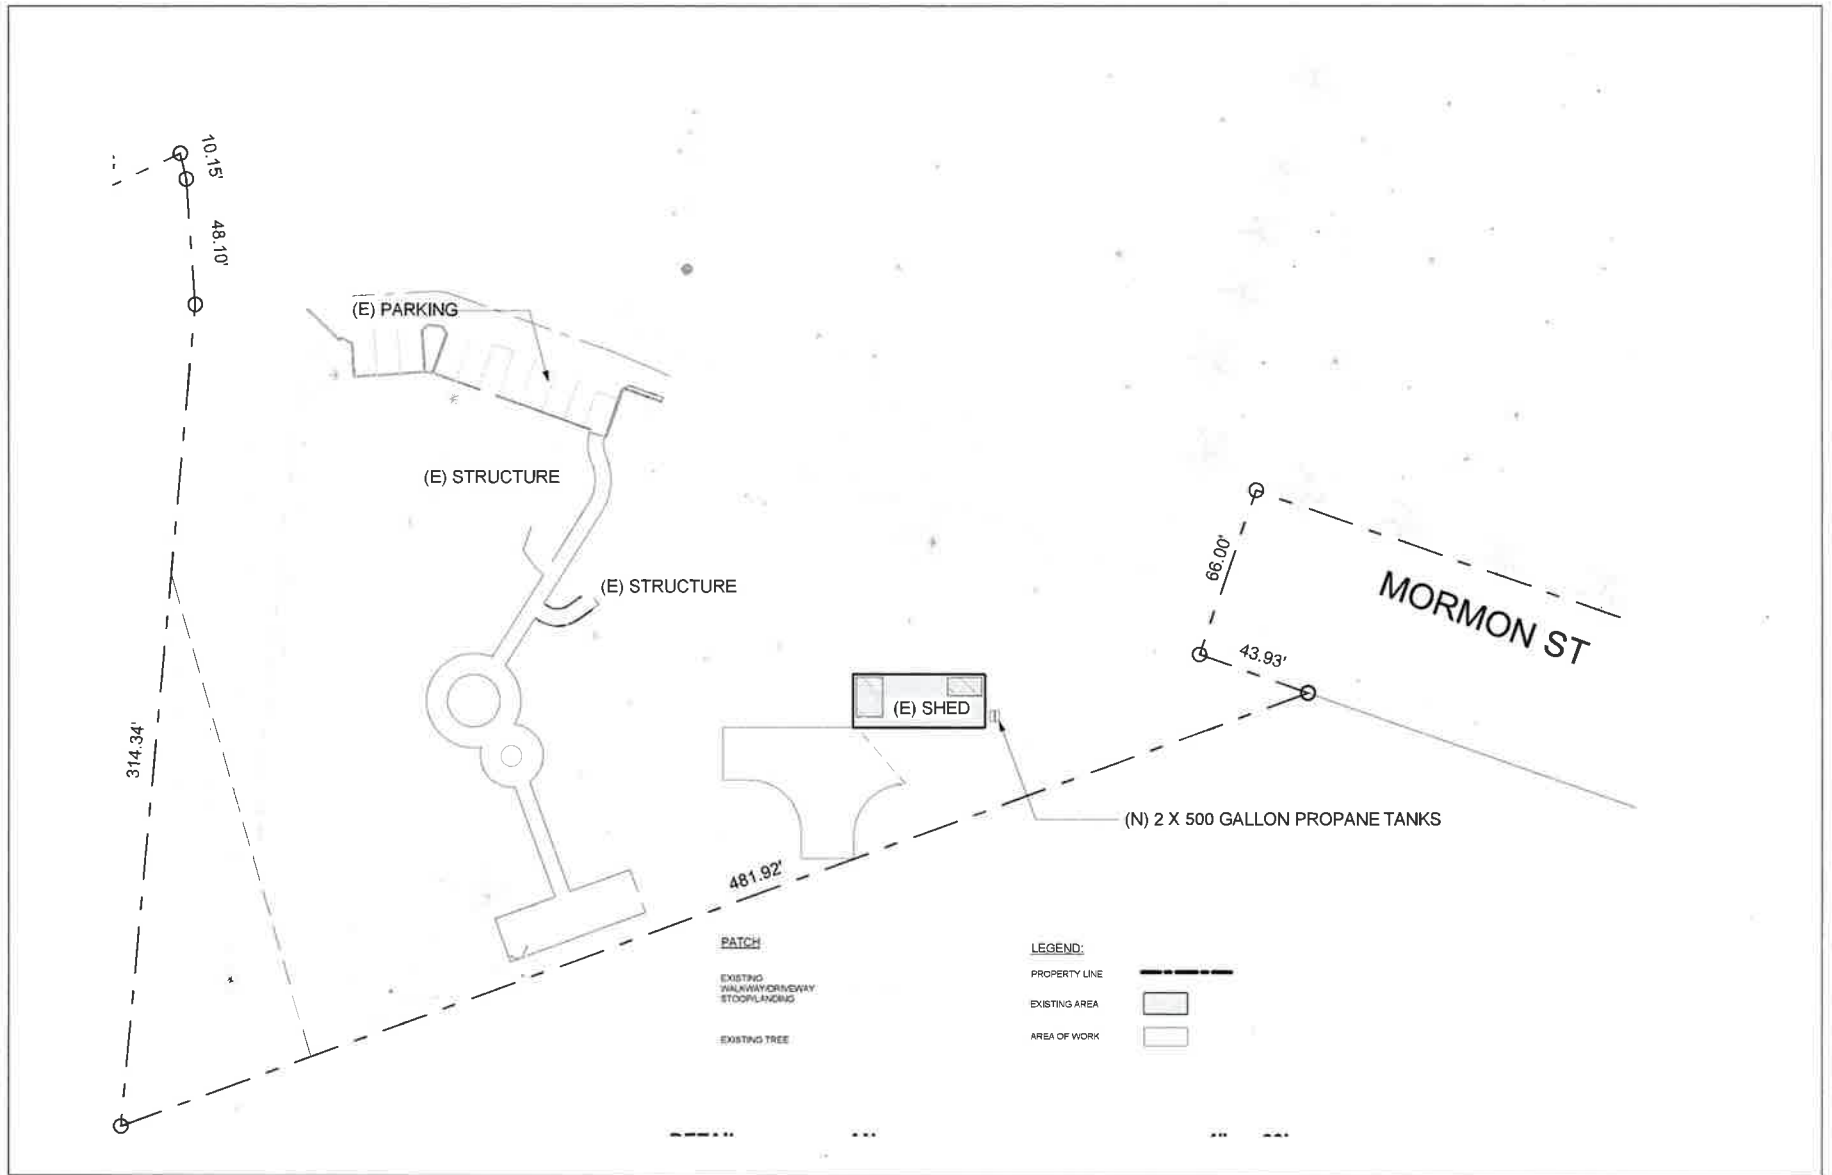 10.15'
48.10'
(E) PARKING
(E) STRUCTURE
(E) STRUCTURE
66.00'
MORMON ST
43.93'
(E) SHED
314.34'
(N) 2 X 500 GALLON PROPANE TANKS
481.92'
PATCH
EXISTING
WALKWAY/DRIVEWAY
STOOP/LANDING
EXISTING TREE
LEGEND:
PROPERTY LINE
EXISTING AREA
AREA OF WORK